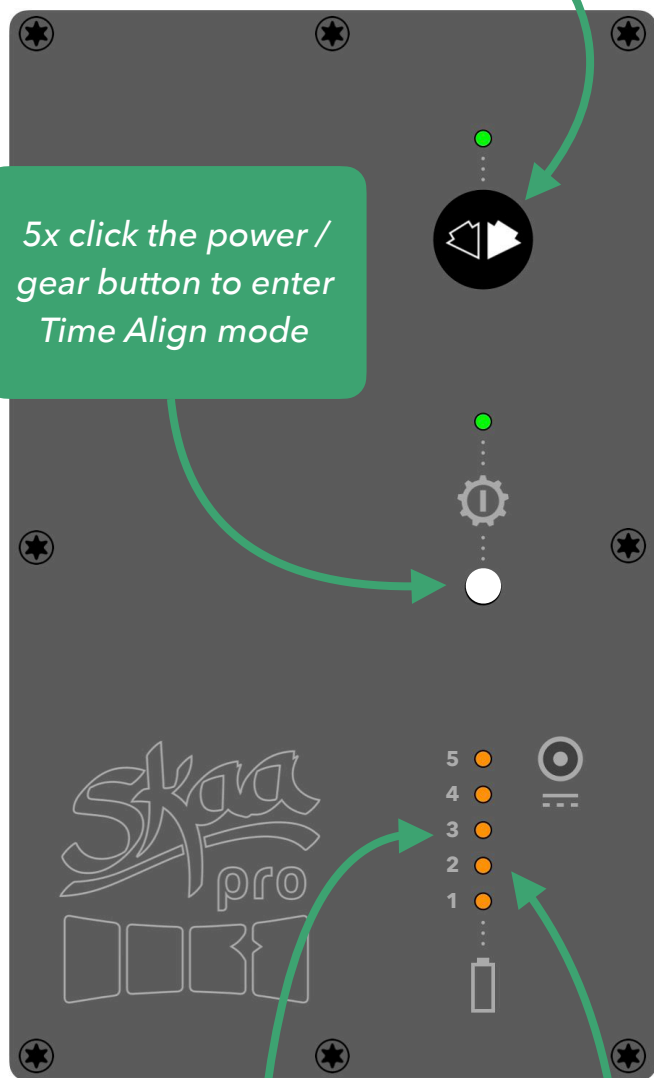 5x click the power /
gear button to enter
Time Align mode
5
4
3
2
1
Skaa
pro